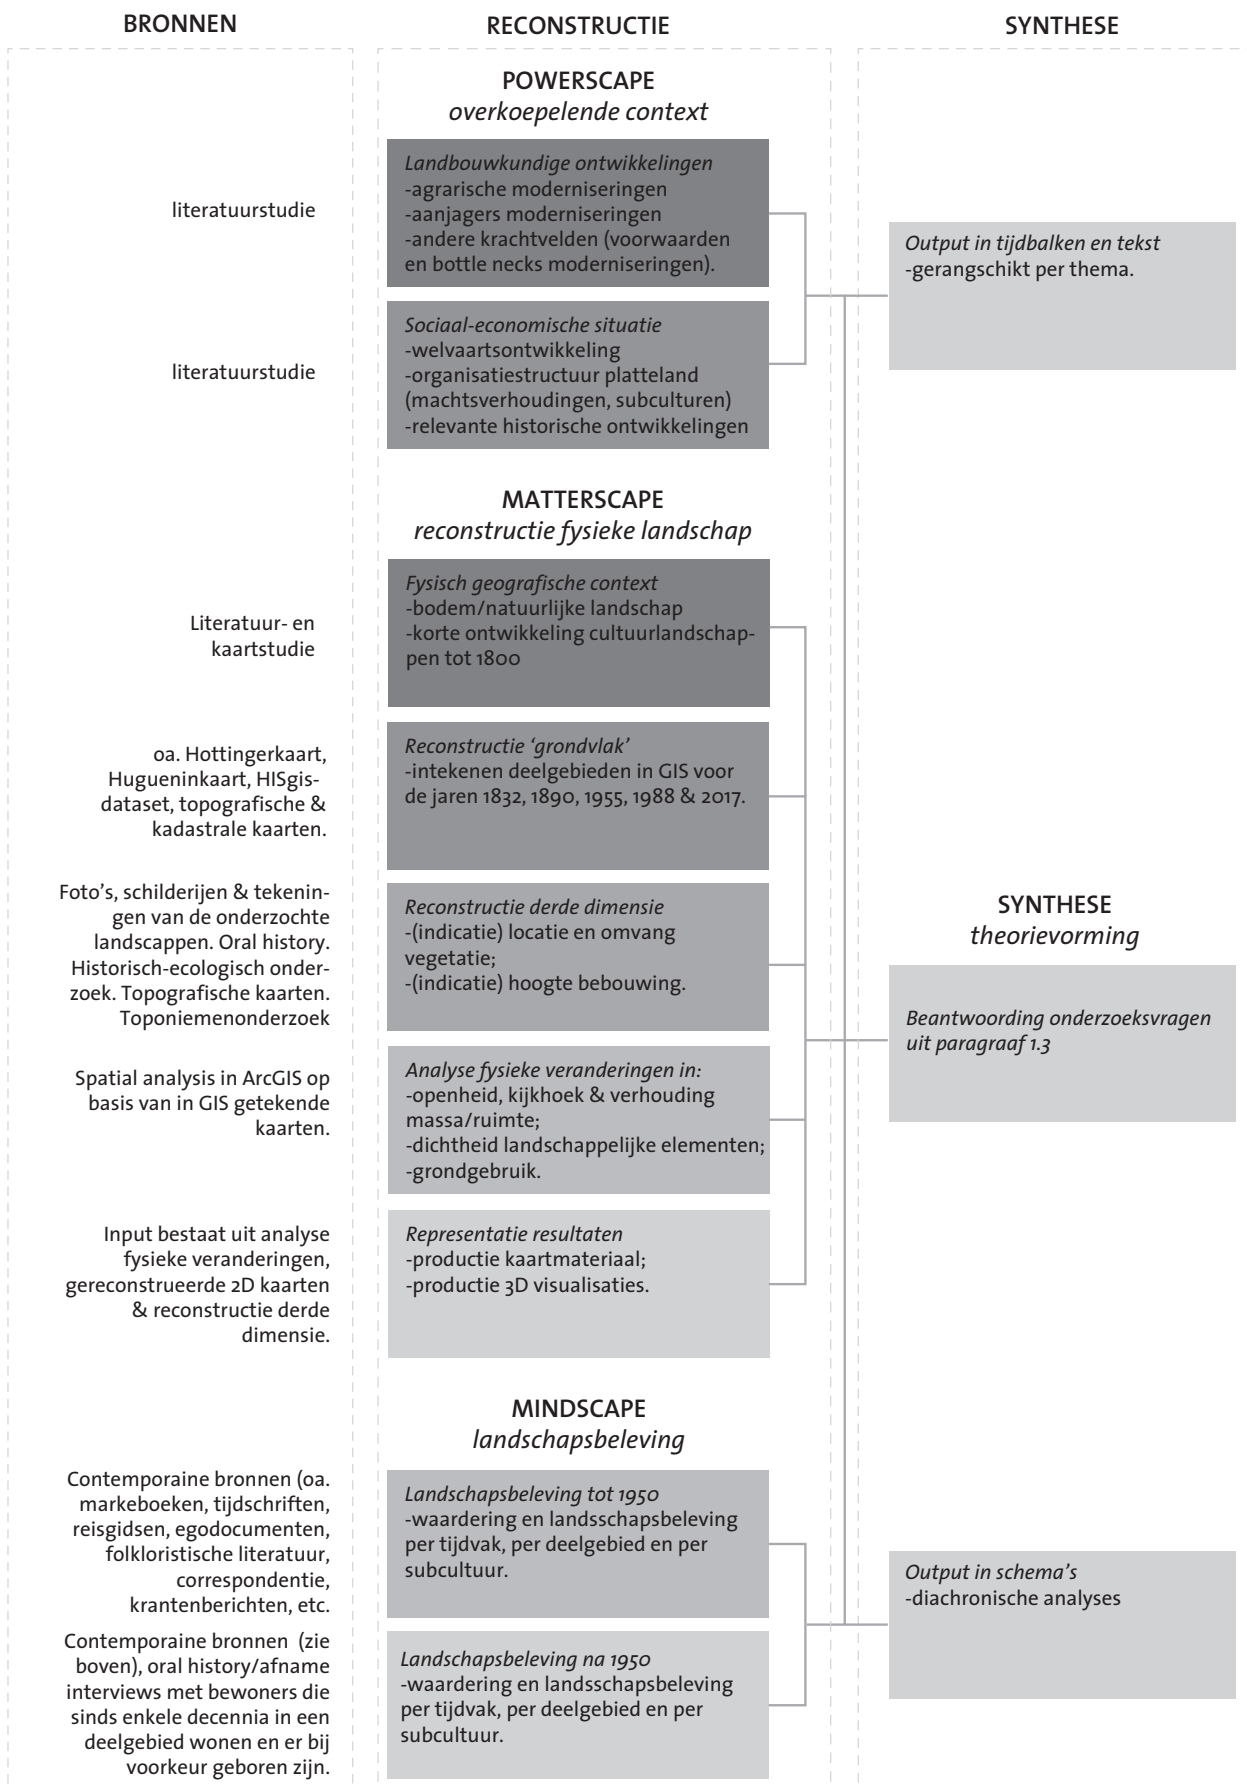 BRONNEN
RECONSTRUCTIE
SYNTHESE
POWERSCAPE
overkoepelende context
literatuurstudie
Landbouwkundige ontwikkelingen
-agrarische moderniseringen
-aanjagers moderniseringen
-andere krachtvelden (voorwaarden
en bottle necks moderniseringen).
Output in tijdbalken en tekst
-gerangschikt per thema.
literatuurstudie
Sociaal-economische situatie
-welvaartsontwikkeling
-organisatiestructuur platteland
(machtsverhoudingen, subculturen)
-relevante historische ontwikkelingen
MATTERSCAPE
reconstructie fysieke landschap
Literatuur- en
kaartstudie
Fysisch geografische context
-bodem/natuurlijke landschap
-korte ontwikkeling cultuurlandschap-
pen tot 1800
oa. Hottingerkaart,
Hugueninkaart, HISgis-
dataset, topografische &
kadastrale kaarten.
Reconstructie ‘grondvlak’
-intekenen deelgebieden in GIS voor
de jaren 1832, 1890, 1955, 1988 & 2017.
Foto’s, schilderijen & tekenin-
gen van de onderzochte
landscappen. Oral history.
Historisch-ecologisch onder-
zoek. Topografische kaarten.
Toponiemenonderzoek
Reconstructie derde dimensie
-(indicatie) locatie en omvang
vegetatie;
-(indicatie) hoogte bebouwing.
SYNTHESE
theorievorming
Beantwoording onderzoeksvragen
uit paragraaf 1.3
Spatial analysis in ArcGIS op
basis van in GIS getekende
kaarten.
Analyse fysieke veranderingen in:
-openheid, kijkhoek & verhouding
massa/ruimte;
-dichtheid landschappelijke elementen;
-grondgebruik.
Input bestaat uit analyse
fysieke veranderingen,
gereconstrueerde 2D kaarten
& reconstructie derde
dimensie.
Representatie resultaten
-productie kaartmateriaal;
-productie 3D visualisaties.
MINDSCAPE
landschapsbeleving
Contemporaine bronnen (oa.
markeboeken, tijdschriften,
reisgidsen, egodocumenten,
folkloristische literatuur,
correspondentie,
krantenberichten, etc.
Landschapsbeleving tot 1950
-waardering en landsschapsbeleving
per tijdvak, per deelgebied en per
subcultuur.
Output in schema’s
-diachronische analyses
Contemporaine bronnen (zie
boven), oral history/afname
interviews met bewoners die
sinds enkele decennia in een
deelgebied wonen en er bij
voorkeur geboren zijn.
Landschapsbeleving na 1950
-waardering en landsschapsbeleving
per tijdvak, per deelgebied en per
subcultuur.